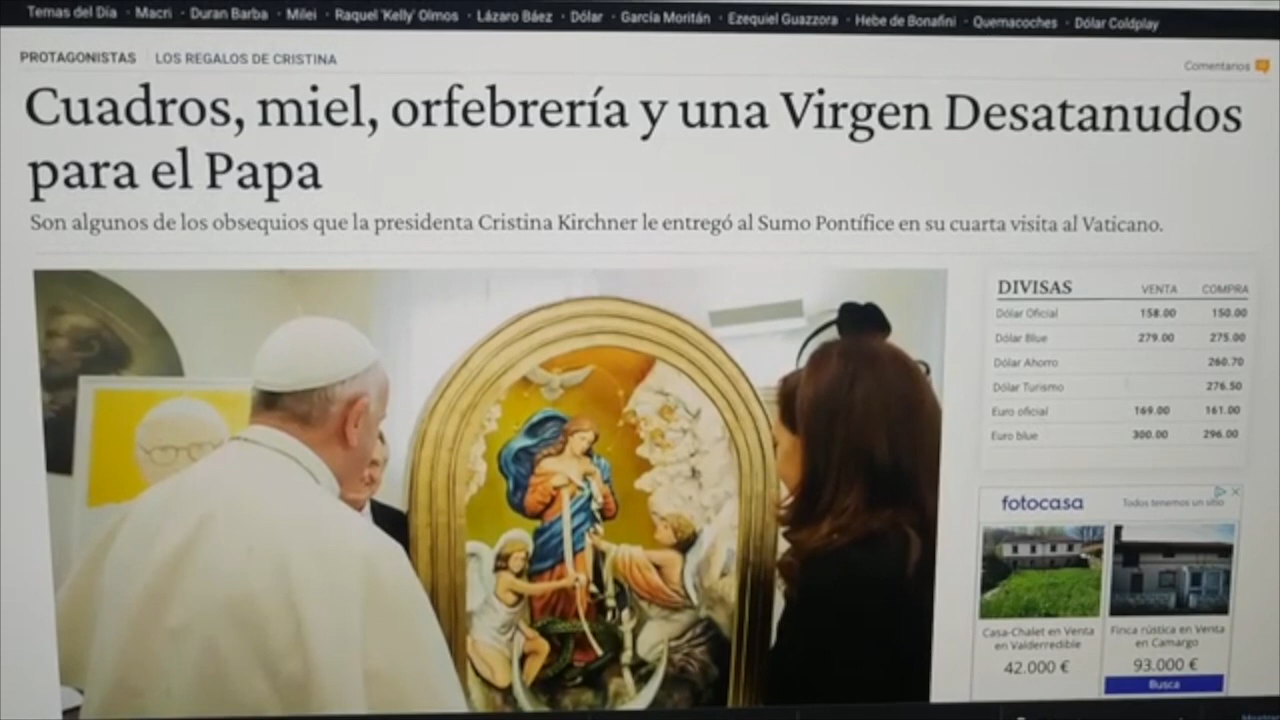 Temas del Día · Macri · Duran Barba · Milei · Raquel 'Kelly' Olmos · Lázaro Báez · Dólar · García Moritán · Ezequiel Guazzora · Hebe de Bonafini · Quemacoches · Dólar Coldplay
PROTAGONISTAS LOS REGALOS DE CRISTINA
Comentarios
Cuadros, miel, orfebrería y una Virgen Desatanudos
para el Papa
Son algunos de los obsequios que la presidenta Cristina Kirchner le entregó al Sumo Pontífice en su cuarta visita al Vaticano.
DIVISAS VENTA COMPRA
Dólar Oficial 158.00 150.00
Dólar Blue 279.00 275.00
Dólar Ahorro 260.70
Dólar Turismo 276.50
Euro oficial 169.00 161.00
Euro blue 300.00 296.00
fotocasa Todos tenemos un sitio
Casa-Chalet en Venta
en Valderredible
42.000 €
Finca rústica en Venta
en Camargo
93.000 €
Busca